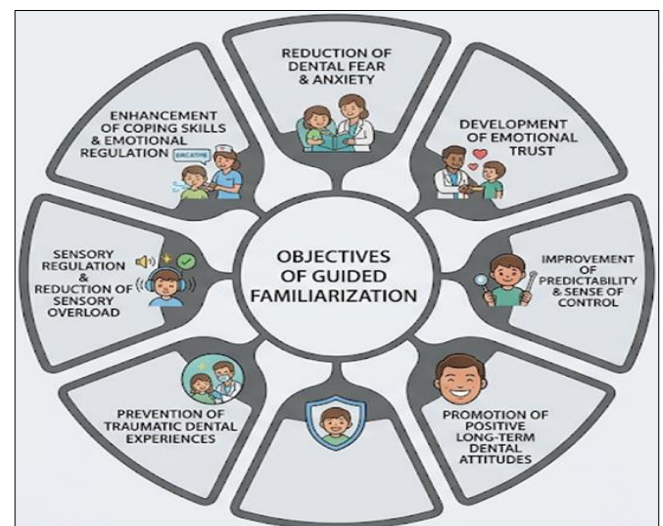 REDUCTION OF
DENTAL FEAR
& ANXIETY
DEVELOPMENT
OF EMOTIONAL
TRUST
IMPROVEMENT
OF
PREDICTABILITY
& SENSE OF
CONTROL
PROMOTION OF
POSITIVE
LONG-TERM
DENTAL
ATTITUDES
PREVENTION OF
TRAUMATIC DENTAL
EXPERIENCES
SENSORY
REGULATION
&
REDUCTION OF
SENSORY
OVERLOAD
ENHANCEMENT
OF COPING SKILLS
& EMOTIONAL
REGULATION
BREATHE
OBJECTIVES
OF GUIDED
FAMILIARIZATION